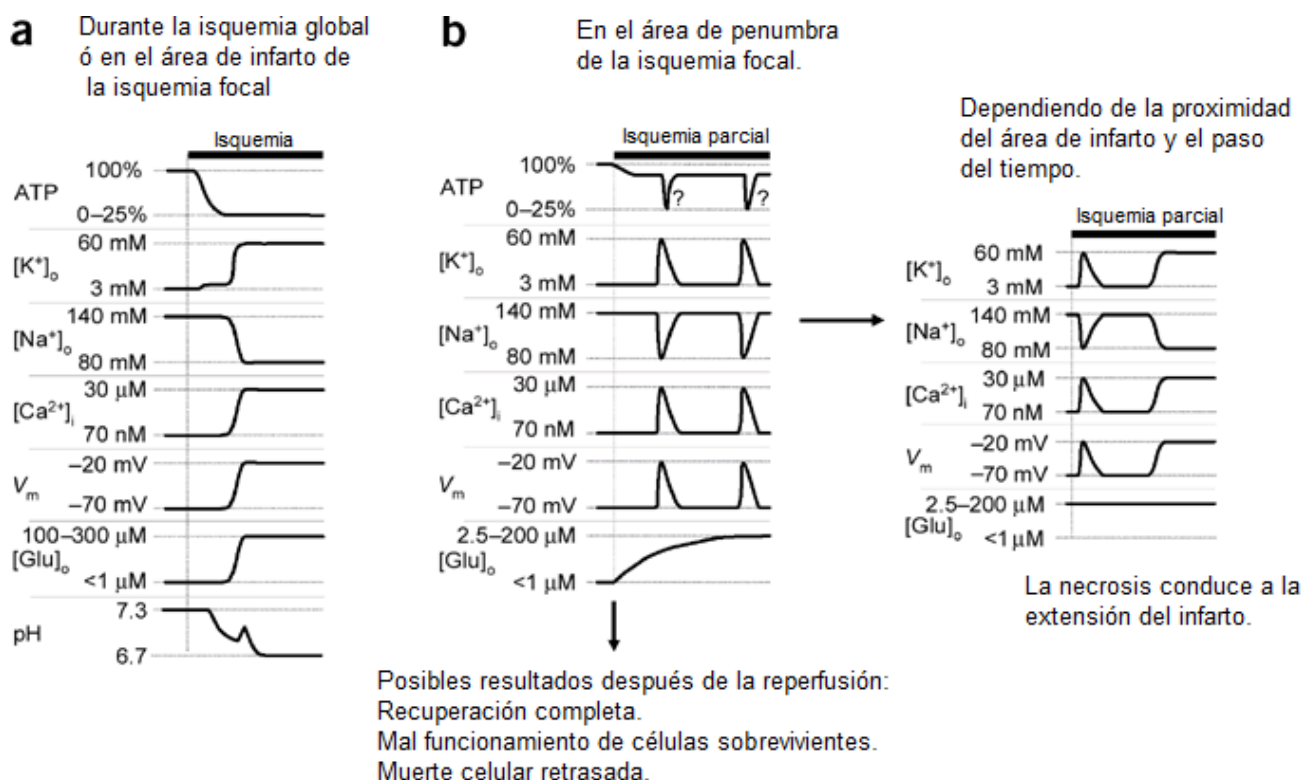 a
Durante la isquemia global
ó en el área de infarto de
la isquemia focal
Isquemia
ATP
100%
0–25%
[K⁺]ₒ
60 mM
3 mM
[Na⁺]ₒ
140 mM
80 mM
[Ca²⁺]ᵢ
30 µM
70 nM
Vₘ
–20 mV
–70 mV
[Glu]ₒ
100–300 µM
<1 µM
pH
7.3
6.7
b
En el área de penumbra
de la isquemia focal.
Isquemia parcial
ATP
100%
0–25%
? ?
[K⁺]ₒ
60 mM
3 mM
[Na⁺]ₒ
140 mM
80 mM
[Ca²⁺]ᵢ
30 µM
70 nM
Vₘ
–20 mV
–70 mV
[Glu]ₒ
2.5–200 µM
<1 µM
Posibles resultados después de la reperfusión:
Recuperación completa.
Mal funcionamiento de células sobrevivientes.
Muerte celular retrasada.
Dependiendo de la proximidad
del área de infarto y el paso
del tiempo.
Isquemia parcial
[K⁺]ₒ
60 mM
3 mM
[Na⁺]ₒ
140 mM
80 mM
[Ca²⁺]ᵢ
30 µM
70 nM
Vₘ
–20 mV
–70 mV
[Glu]ₒ
2.5–200 µM
<1 µM
La necrosis conduce a la
extensión del infarto.